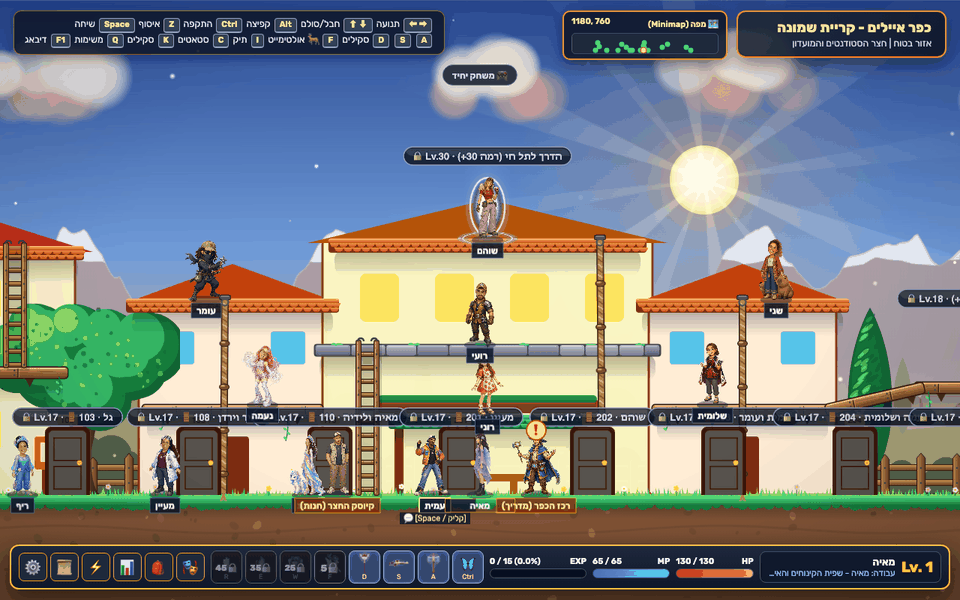 כפר איילים - קריית שמונה
אזור בטוח | חצר הסטודנטים והמועדון
🗺️ מפה (Minimap)
1180, 760
תנועה
חבל/סולם
Alt קפיצה
Ctrl התקפה
Z איסוף
Space שיחה
A S D F סקילים
אולטימייט
I תיק
C סטאטים
K סקילים
Q משימות
F1 דיבאג
משחק יחיד
🔒 Lv.30 · הדרך לתל חי (רמה 30+)
שוהם
עומר
שני
🔒 Lv.18 ·
רועי
נעמה
רוני
שלומית
🔒 Lv.17 · 103 · גל
🔒 Lv.17 · 108 ·
110 · מאיה ולידיה
🔒 Lv.17 ·
🔒 Lv.17 · 202 · שוהם
🔒 Lv.17
🔒 Lv.17 · 204 ·
🔒 Lv.17 ·
ריף
מעיין
קיוסק החצר (חנות)
עמית
מאיה
רכז הכפר (מדריך)
[קליק / Space]
Lv. 1
מאיה
עבודה: מאיה - שפית הקינוחים והאי...
HP 130 / 130
MP 65 / 65
EXP 0 / 15 (0.0%)
Ctrl
A
S
D
5
25
W
35
E
45
R